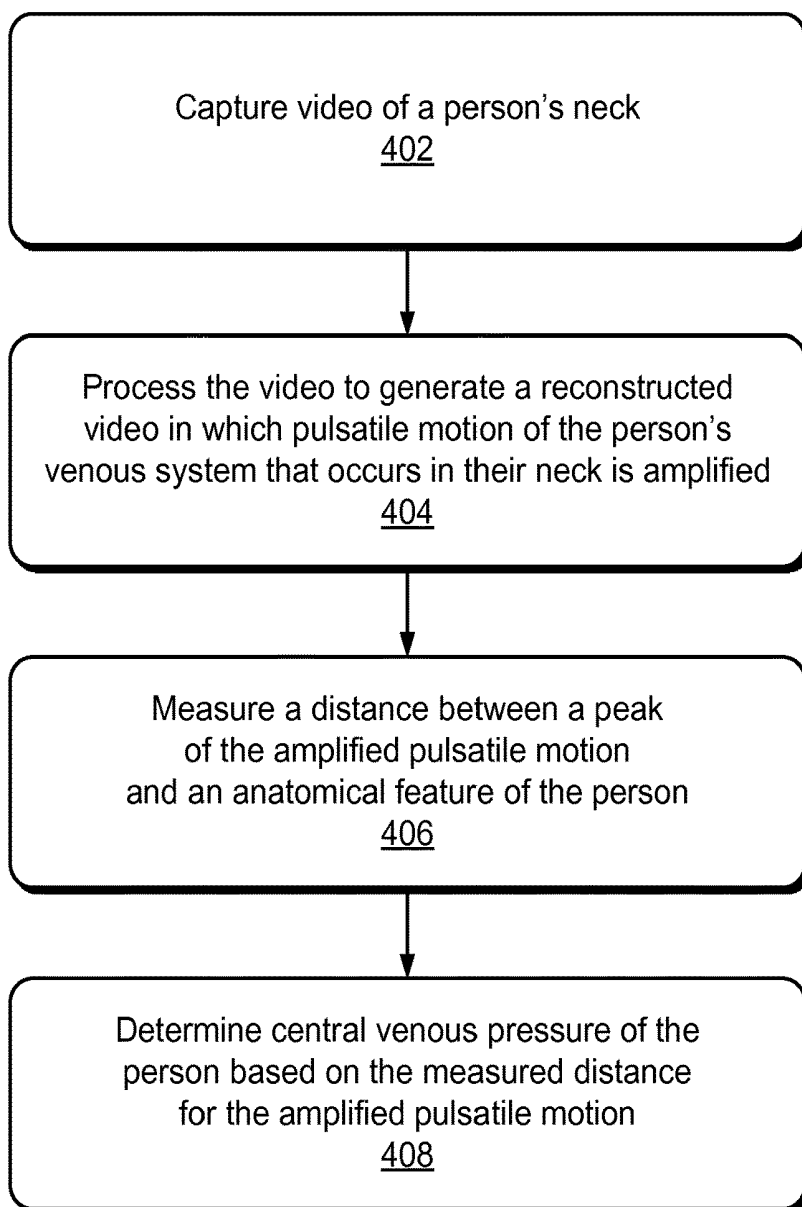 Capture video of a person's neck
402
Process the video to generate a reconstructed
video in which pulsatile motion of the person's
venous system that occurs in their neck is amplified
404
Measure a distance between a peak
of the amplified pulsatile motion
and an anatomical feature of the person
406
Determine central venous pressure of the
person based on the measured distance
for the amplified pulsatile motion
408